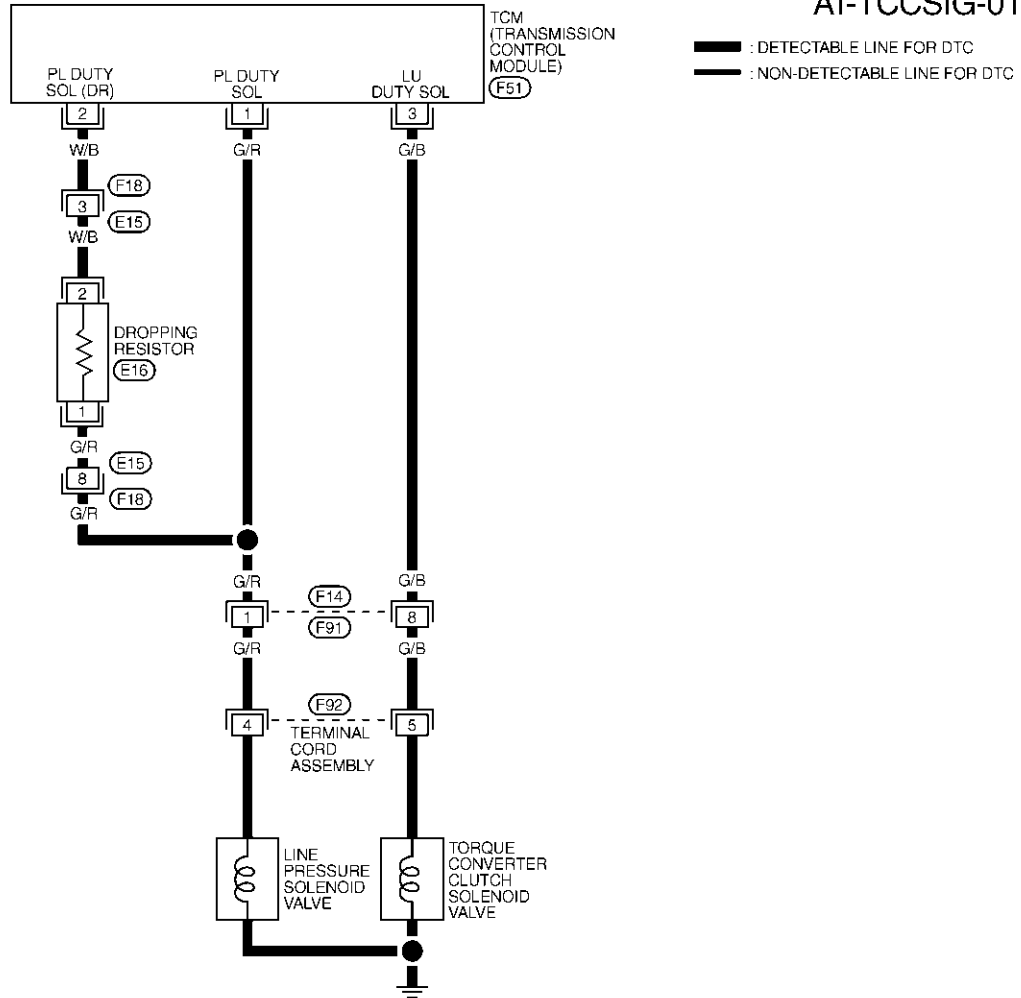 AT-TCCSIG-01
: DETECTABLE LINE FOR DTC
: NON-DETECTABLE LINE FOR DTC
TCM
(TRANSMISSION
CONTROL
MODULE)
F51
PL DUTY
SOL (DR)
PL DUTY
SOL
LU
DUTY SOL
2
1
3
W/B
G/R
G/B
F18
3
E15
W/B
2
DROPPING
RESISTOR
E16
1
G/R
E15
8
F18
G/R
G/R
G/B
F14
1
8
F91
G/R
G/B
F92
4
5
TERMINAL
CORD
ASSEMBLY
LINE
PRESSURE
SOLENOID
VALVE
TORQUE
CONVERTER
CLUTCH
SOLENOID
VALVE